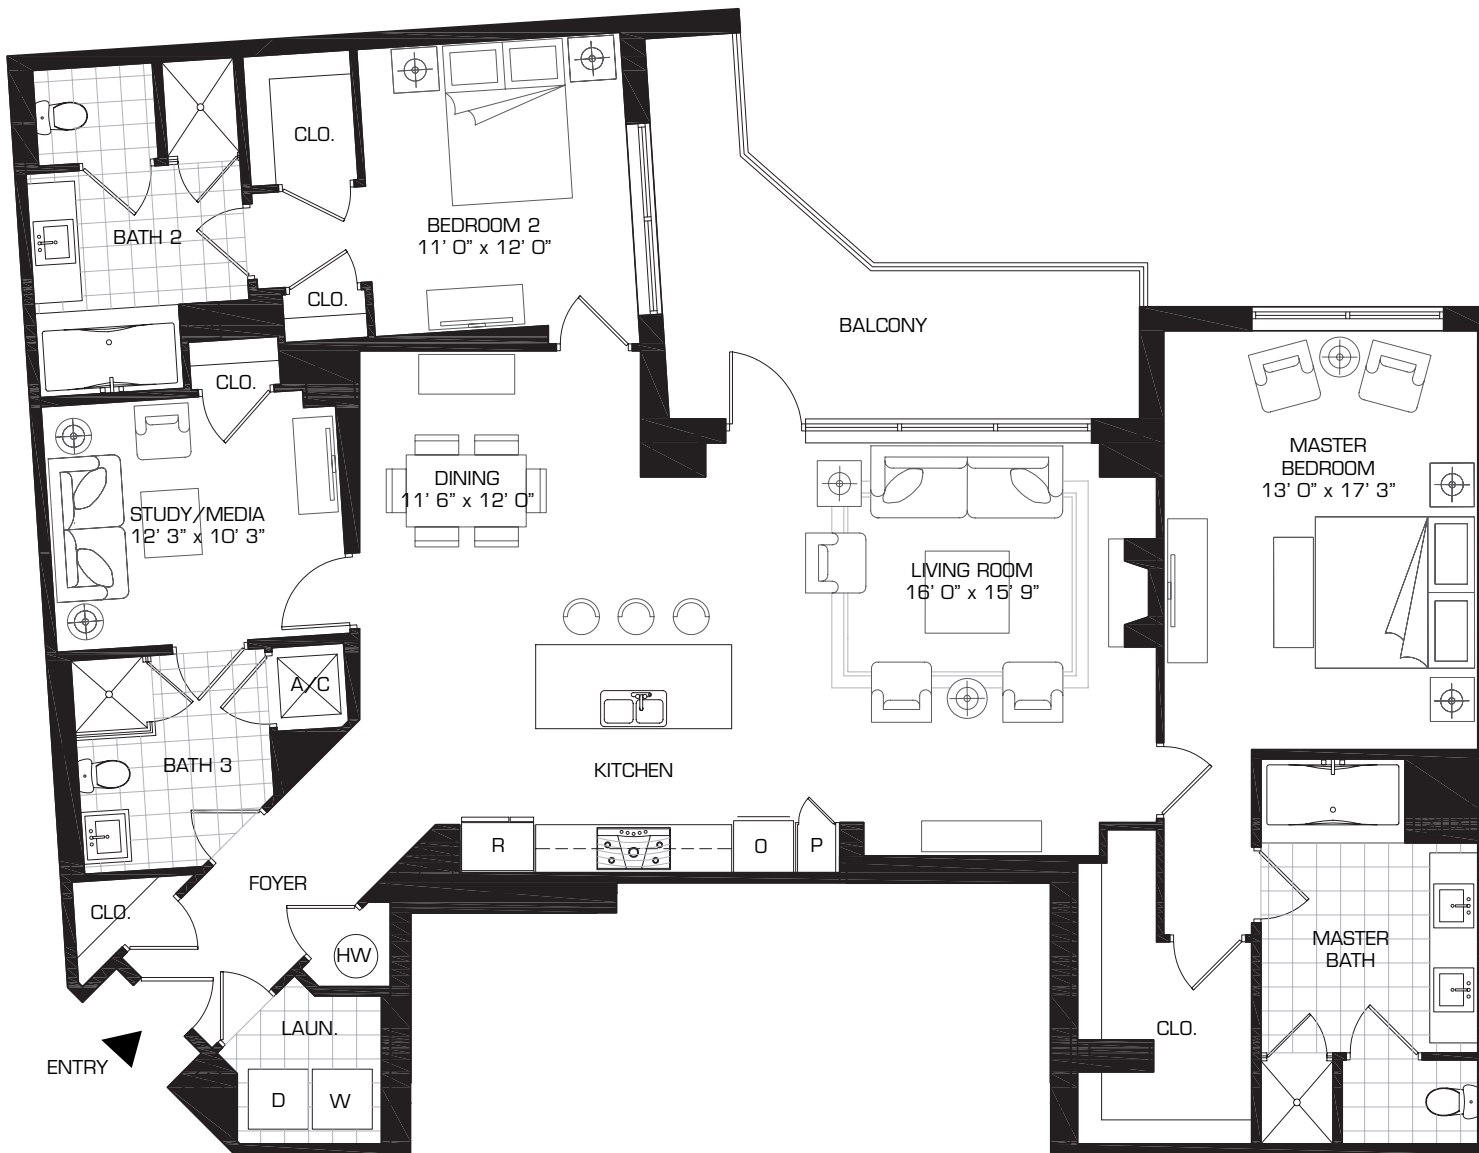 CLO.
BATH 2
BEDROOM 2
11' 0” x 12' 0”
CLO.
BALCONY
CLO.
MASTER
BEDROOM
13' 0” x 17' 3”
DINING
11' 6” x 12' 0”
STUDY/MEDIA
12' 3” x 10' 3”
LIVING ROOM
16' 0” x 15' 9”
A/C
BATH 3
KITCHEN
R
O
P
FOYER
CLO.
HW
MASTER
BATH
LAUN.
CLO.
ENTRY
D
W